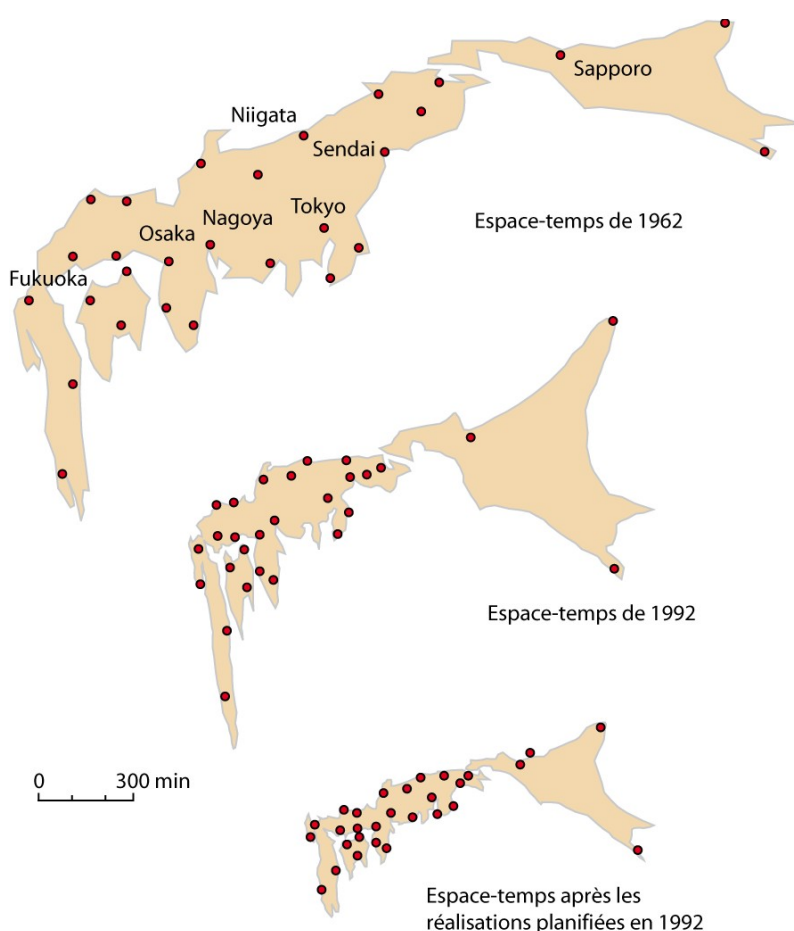 Sapporo
Niigata
Sendai
Tokyo
Nagoya
Osaka
Fukuoka
Espace-temps de 1962
Espace-temps de 1992
0 300 min
Espace-temps après les
réalisations planifiées en 1992